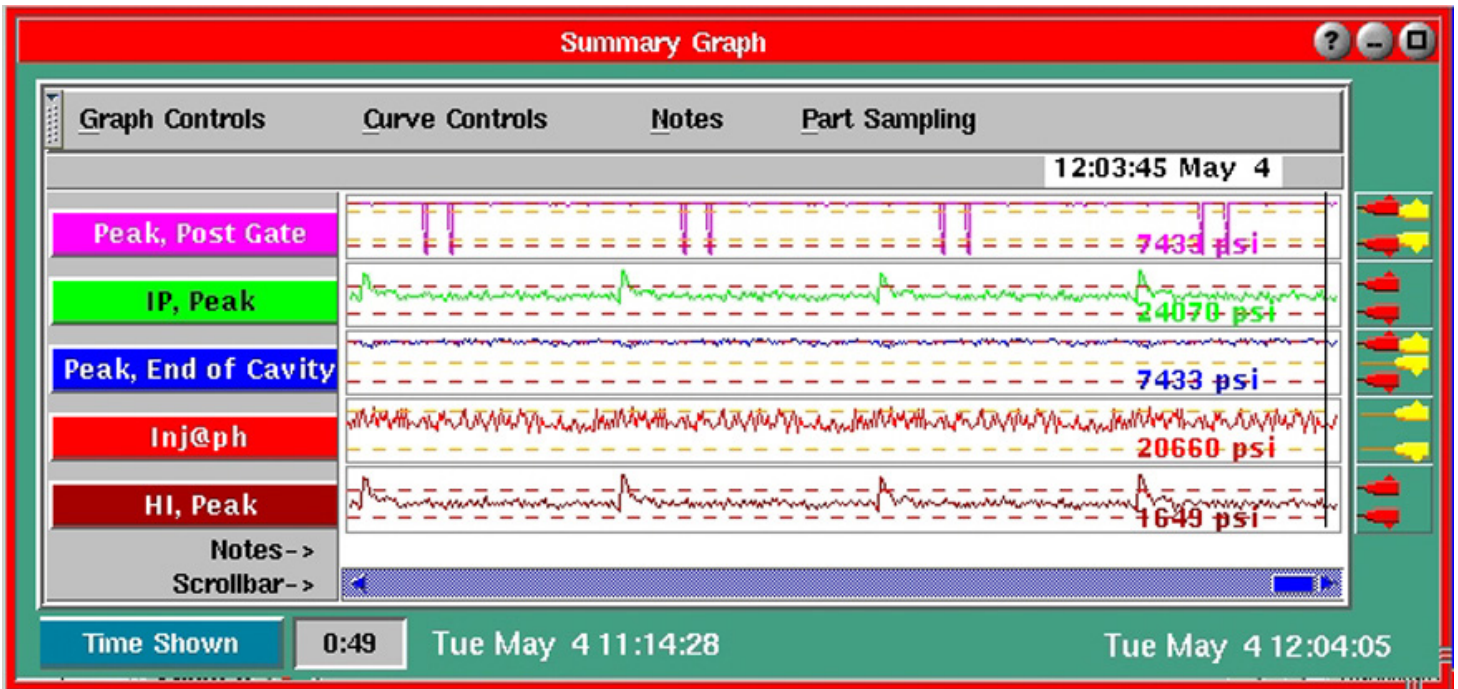 Summary Graph
?
Graph Controls Curve Controls Notes Part Sampling
12:03:45 May 4
Peak, Post Gate 7433 psi
IP, Peak 24070 psi
Peak, End of Cavity 7433 psi
Inj@ph 20660 psi
HI, Peak 1649 psi
Notes->
Scrollbar->
Time Shown 0:49 Tue May 4 11:14:28 Tue May 4 12:04:05